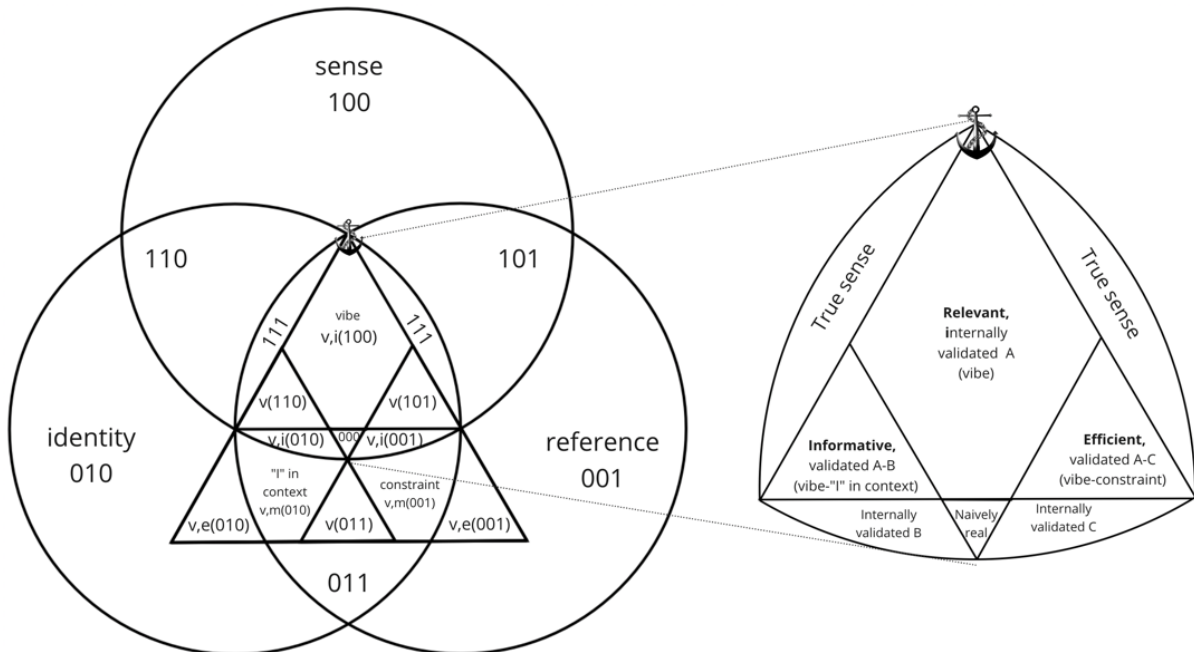 sense
100
110
101
111
111
vibe
v,i(100)
v(110)
v(101)
v,i(010)
000
v,i(001)
identity
010
reference
001
"I" in
context
v,m(010)
constraint
v,m(001)
v,e(010)
v(011)
v,e(001)
011
True sense
True sense
Relevant,
internally
validated A
(vibe)
Informative,
validated A-B
(vibe-"I" in context)
Efficient,
validated A-C
(vibe-constraint)
Internally
validated B
Naively
real
Internally
validated C